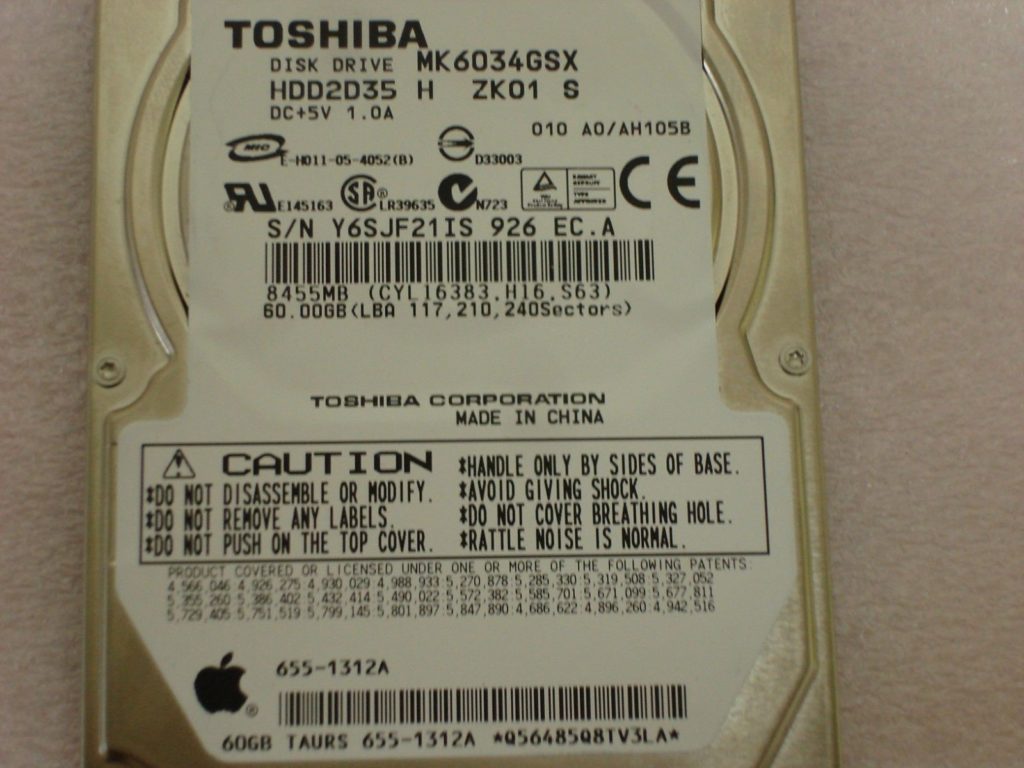 TOSHIBA
DISK DRIVE MK6034GSX
HDD2D35 H ZK01 S
DC+5V 1.0A
010 A0/AH105B
MIC E-H011-05-4052(B) D33003
E145163 SA® LR39635 N723 CE
S/N Y6SJF21IS 926 EC.A
8455MB (CYL16383.H16.S63)
60.00GB(LBA 117,210,240Sectors)
TOSHIBA CORPORATION
MADE IN CHINA
CAUTION
*DO NOT DISASSEMBLE OR MODIFY.
*DO NOT REMOVE ANY LABELS.
*DO NOT PUSH ON THE TOP COVER.
*HANDLE ONLY BY SIDES OF BASE.
*AVOID GIVING SHOCK.
*DO NOT COVER BREATHING HOLE.
*RATTLE NOISE IS NORMAL.
PRODUCT COVERED OR LICENSED UNDER ONE OR MORE OF THE FOLLOWING PATENTS:
4,566,046 4,926,275 4,930,029 4,988,933 5,270,878 5,285,330 5,319,508 5,327,052
5,355,260 5,386,402 5,432,414 5,490,022 5,572,382 5,585,701 5,671,099 5,677,811
5,729,405 5,751,519 5,799,145 5,801,897 5,847,890 4,686,622 4,896,260 4,942,516
655-1312A
®
60GB TAURS 655-1312A *Q56485Q8TV3LA*